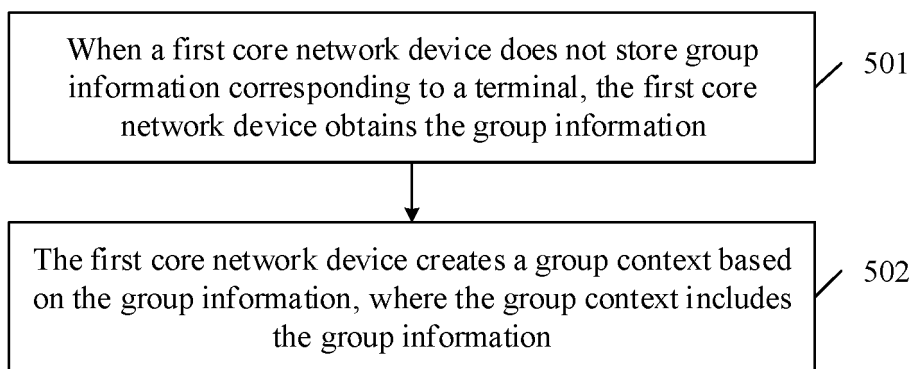 When a first core network device does not store group
information corresponding to a terminal, the first core
network device obtains the group information
501
The first core network device creates a group context based
on the group information, where the group context includes
the group information
502